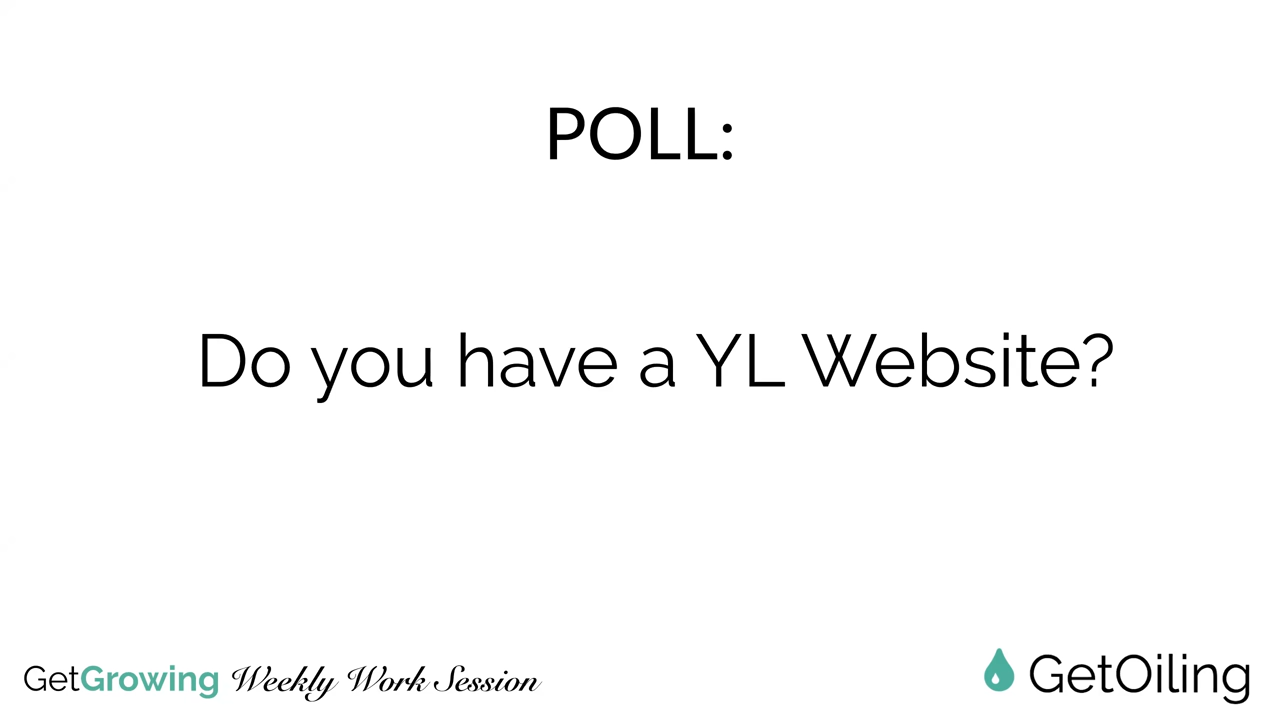 POLL:
Do you have a YL Website?
GetGrowing Weekly Work Session
GetOiling